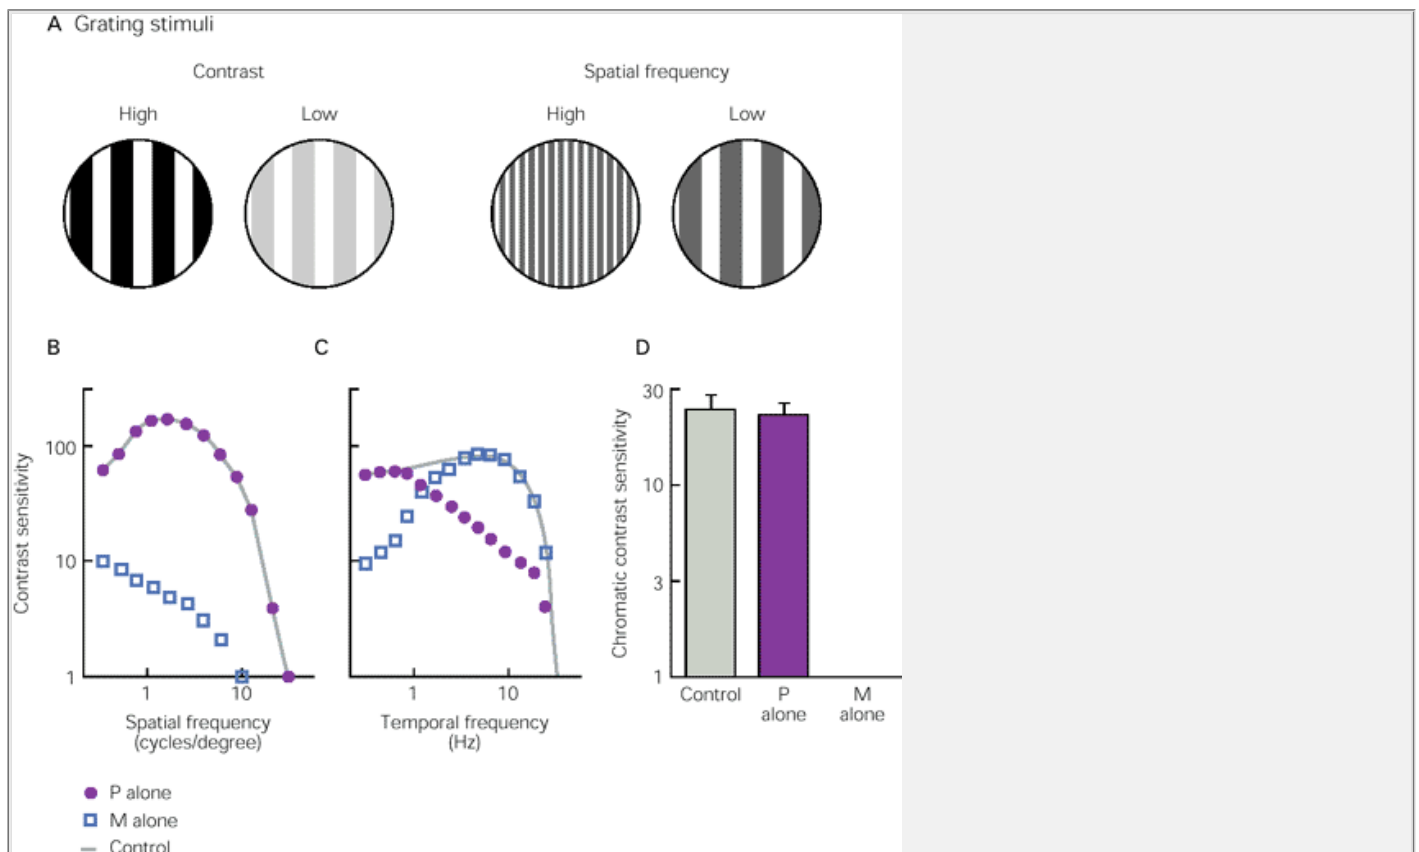 A Grating stimuli
Contrast
Spatial frequency
High
Low
High
Low
B
C
D
Contrast sensitivity
100
10
1
1
10
Spatial frequency
(cycles/degree)
1
10
Temporal frequency
(Hz)
Chromatic contrast sensitivity
30
10
3
1
Control
P
alone
M
alone
P alone
M alone
Control